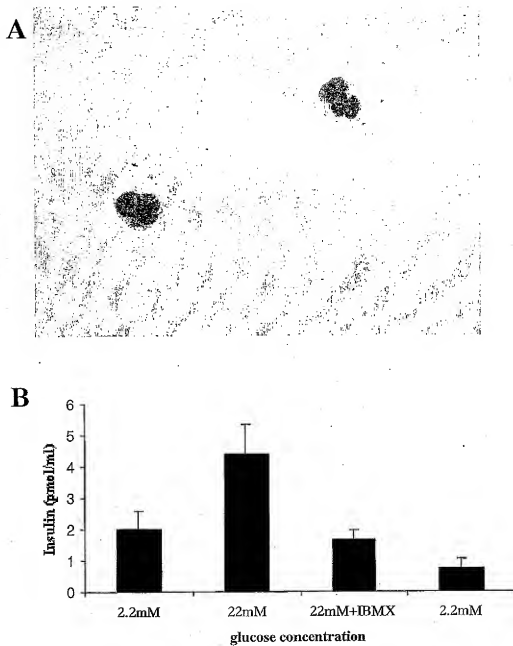 A
B
6
5
4
3
2
1
0
Insulin (pmol/ml)
2.2mM 22mM 22mM+IBMX 2.2mM
glucose concentration